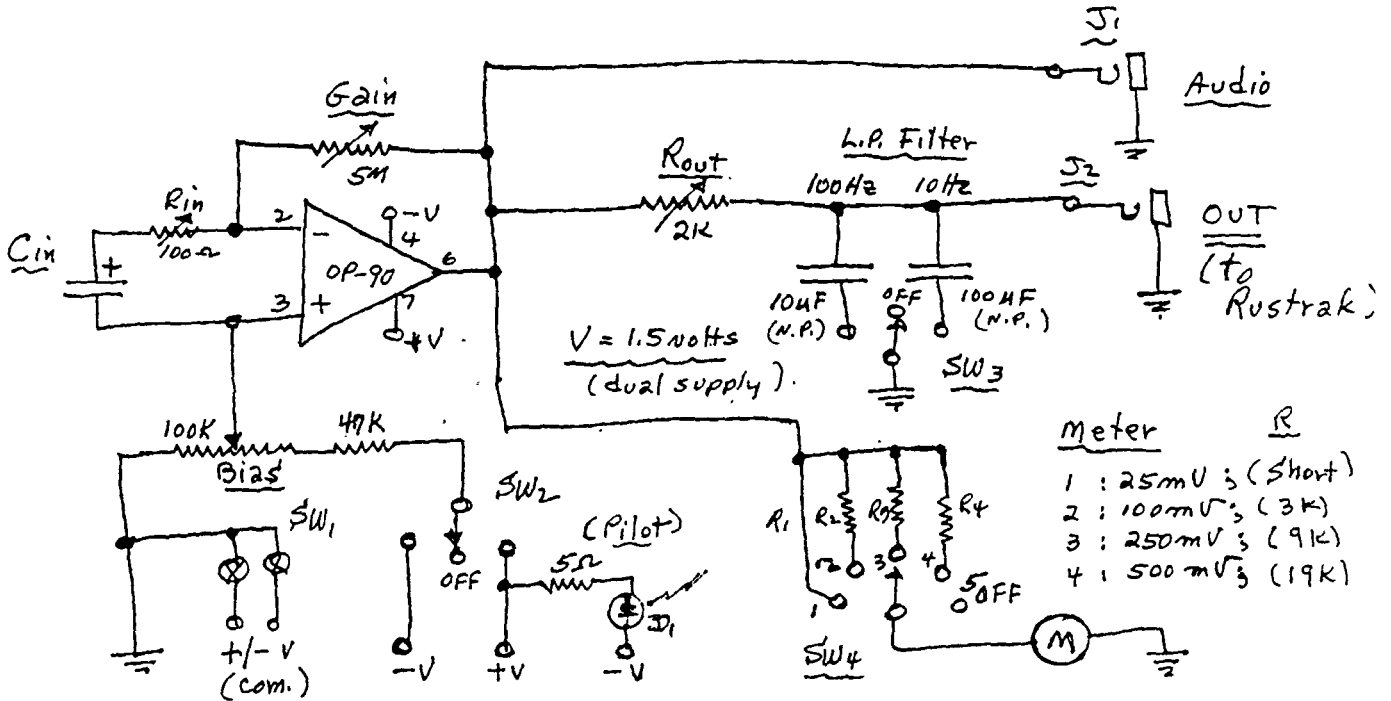 J1
Audio
Gain
5M
Rin
100Ω
Cin
+
2
-
-V
4
OP-90
6
3
+
7
+V
Rout
2K
L.P. Filter
100Hz
10Hz
J2
OUT
(to
Rustrak)
10µF
(N.P.)
OFF
100µF
(N.P.)
SW3
V = 1.5 volts
(dual supply).
100K
47K
Bias
SW1
+/- V
(com.)
SW2
OFF
-V
+V
(Pilot)
5Ω
D1
-V
R1
R2
R3
R4
1
2
3
4
5 OFF
SW4
M
Meter R
1 : 25mV ; (Short)
2 : 100mV ; (3K)
3 : 250mV ; (9K)
4 : 500mV ; (19K)